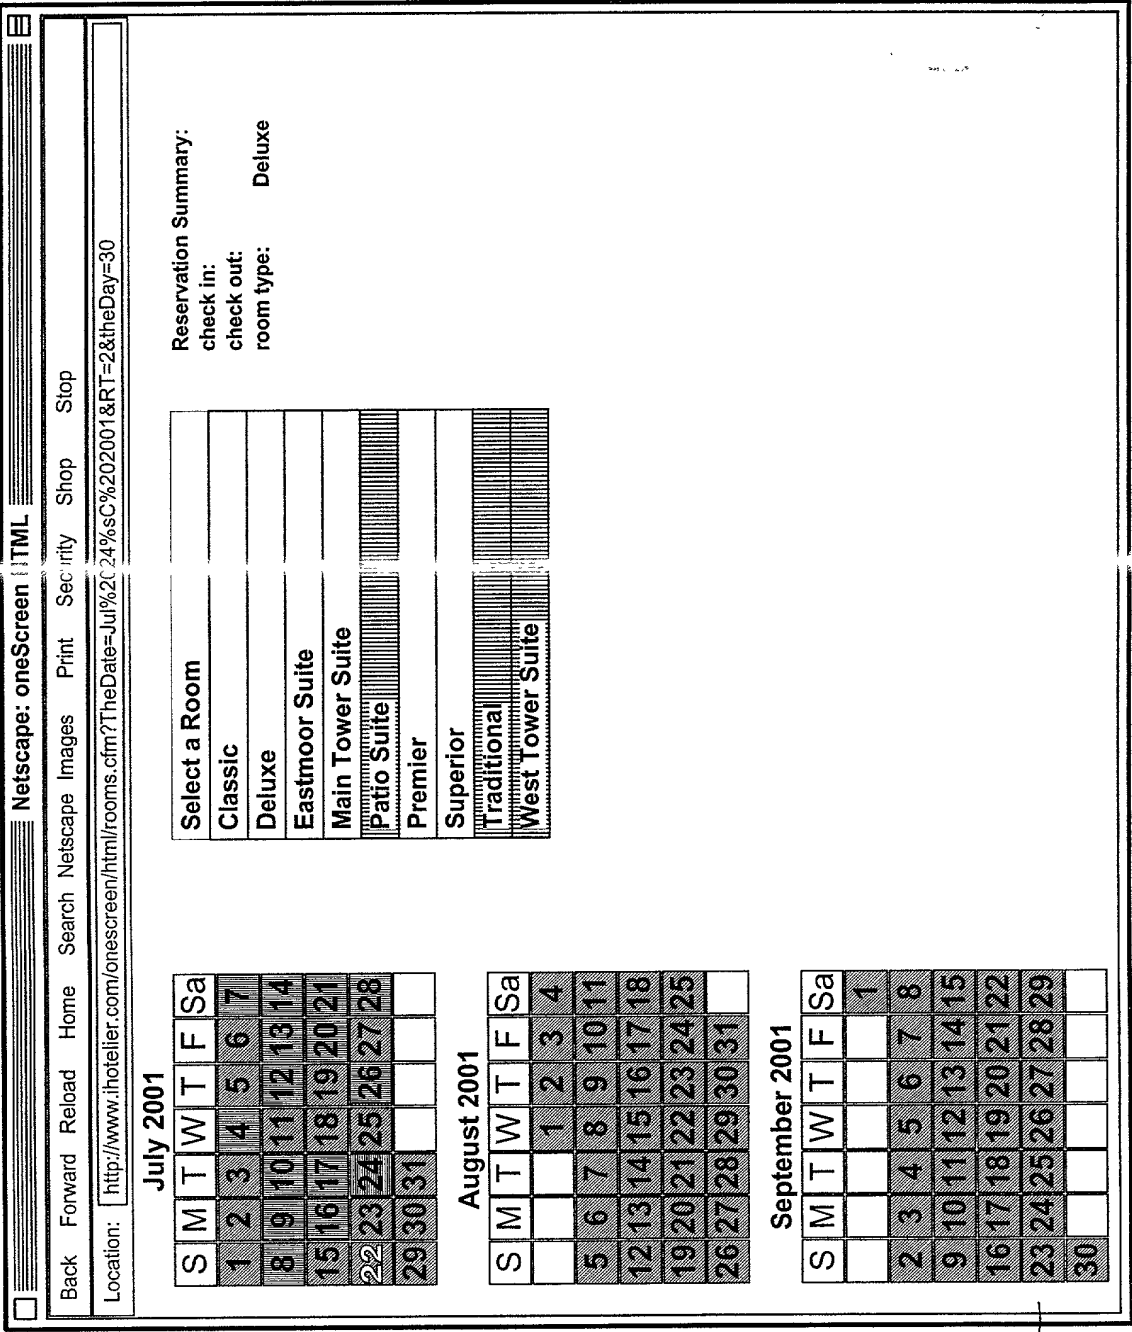 Netscape: oneScreen HTML
Back Forward Reload Home Search Netscape Images Print Security Shop Stop
Location: http://www.ihotelier.com/onescreen/html/rooms.cfm?TheDate=Jul%2024%sC%202001&RT=2&theDay=30
July 2001
S M T W T F Sa
1 2 3 4 5 6 7
8 9 10 11 12 13 14
15 16 17 18 19 20 21
22 23 24 25 26 27 28
29 30 31
August 2001
S M T W T F Sa
1 2 3 4
5 6 7 8 9 10 11
12 13 14 15 16 17 18
19 20 21 22 23 24 25
26 27 28 29 30 31
September 2001
S M T W T F Sa
1
2 3 4 5 6 7 8
9 10 11 12 13 14 15
16 17 18 19 20 21 22
23 24 25 26 27 28 29
30
Select a Room
Classic
Deluxe
Eastmoor Suite
Main Tower Suite
Patio Suite
Premier
Superior
Traditional
West Tower Suite
Reservation Summary:
check in:
check out:
room type: Deluxe